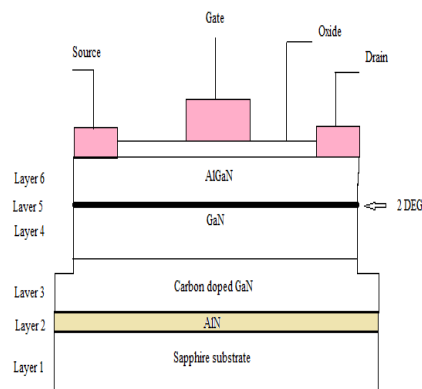 Gate
Oxide
Source
Drain
Layer 6
AlGaN
Layer 5
2 DEG
GaN
Layer 4
Layer 3
Carbon doped GaN
Layer 2
AlN
Sapphire substrate
Layer 1